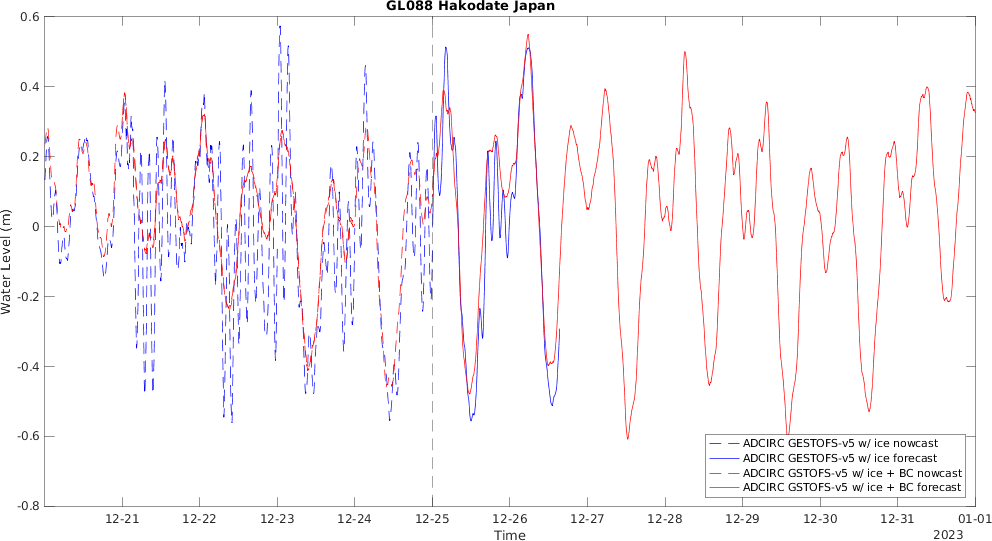 GL088 Hakodate Japan
0.6
0.4
0.2
0
-0.2
-0.4
-0.6
-0.8
Water Level (m)
ADCIRC GESTOFS-v5 w/ ice nowcast
ADCIRC GESTOFS-v5 w/ ice forecast
ADCIRC GSTOFS-v5 w/ ice + BC nowcast
ADCIRC GSTOFS-v5 w/ ice + BC forecast
12-21 12-22 12-23 12-24 12-25 12-26 12-27 12-28 12-29 12-30 12-31 01-01
Time 2023